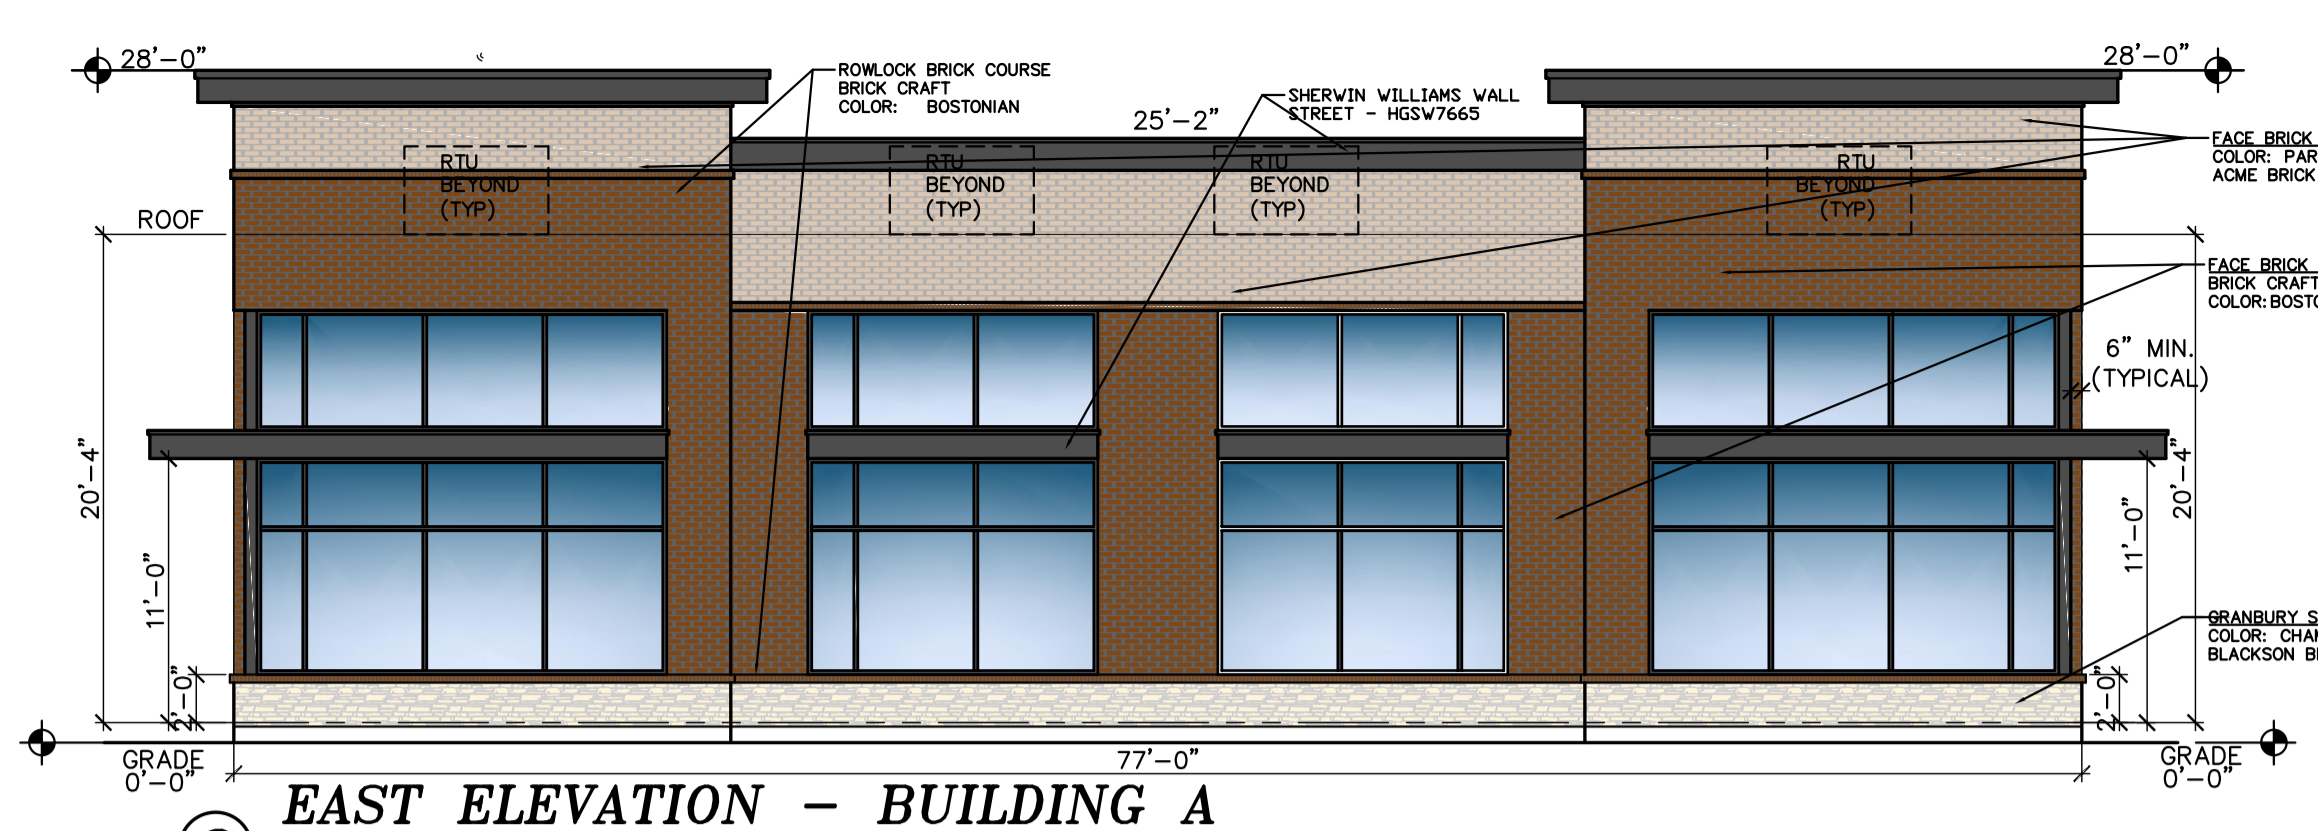 28'-0"
28'-0"
ROWLOCK BRICK COURSE
BRICK CRAFT
COLOR: BOSTONIAN
SHERWIN WILLIAMS WALL
STREET - HGSW7665
25'-2"
FACE BRICK
COLOR: PAR
ACME BRICK
RTU
BEYOND
(TYP)
RTU
BEYOND
(TYP)
RTU
BEYOND
(TYP)
RTU
BEYOND
(TYP)
ROOF
FACE BRICK
BRICK CRAFT
COLOR:BOSTO
6" MIN.
(TYPICAL)
20'-4"
11'-0"
2'-0"
20'-4"
11'-0"
2'-0"
GRANBURY S
COLOR: CHA
BLACKSON B
GRADE
0'-0"
77'-0"
GRADE
0'-0"
EAST ELEVATION - BUILDING A